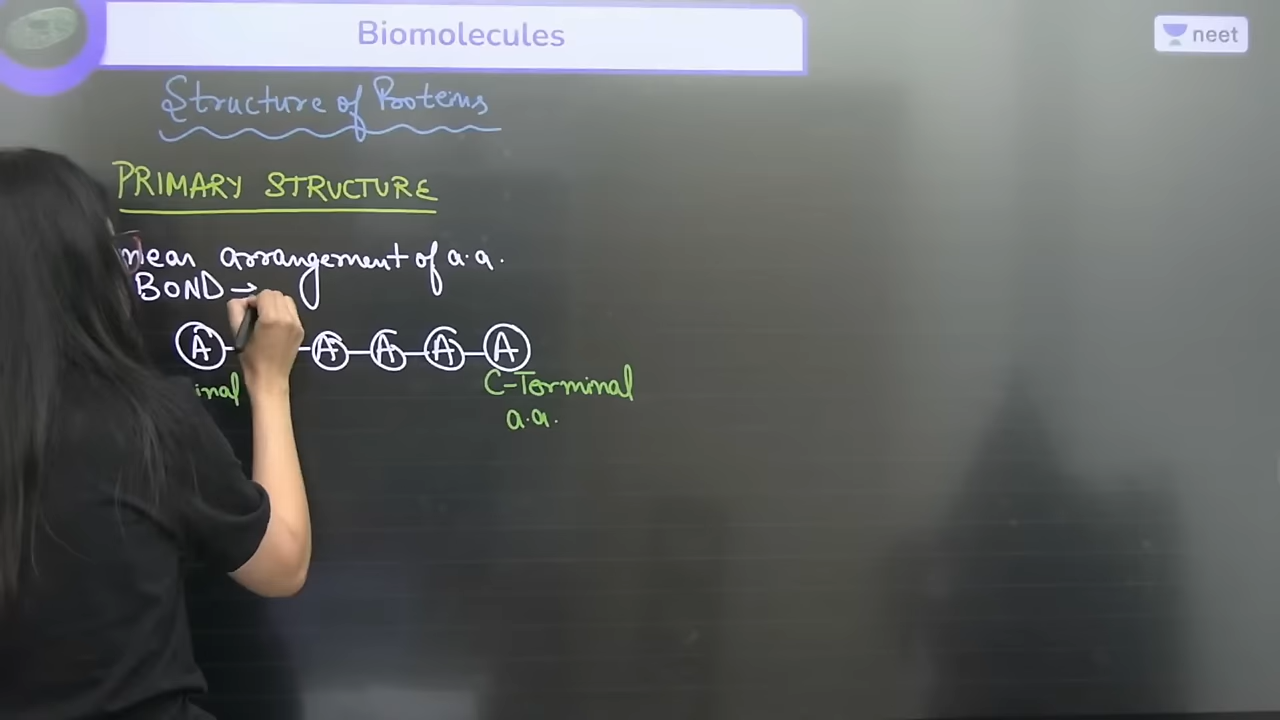 Biomolecules
neet
Structure of Proteins
PRIMARY STRUCTURE
near arrangement of a.a.
BOND →
A A A A A
inal C-Terminal
a.a.